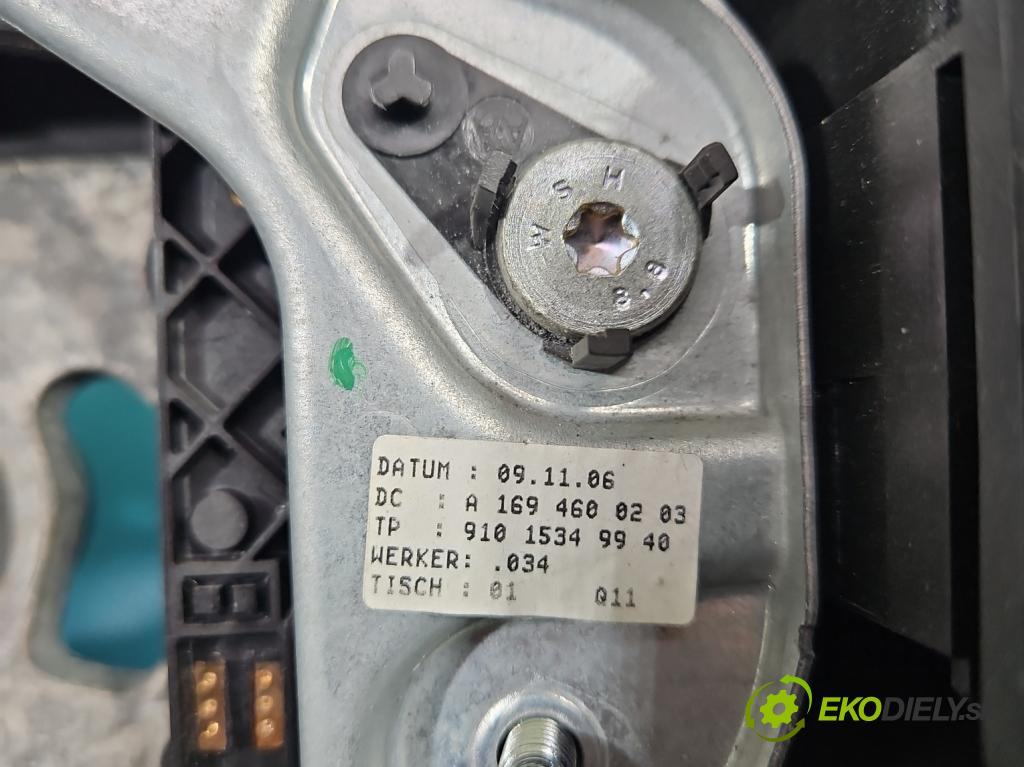 WSH
8.8
DATUM : 09.11.06
DC : A 169 460 02 03
TP : 910 1534 99 40
WERKER: .034
TISCH : 01 Q11
EKODIELY.s